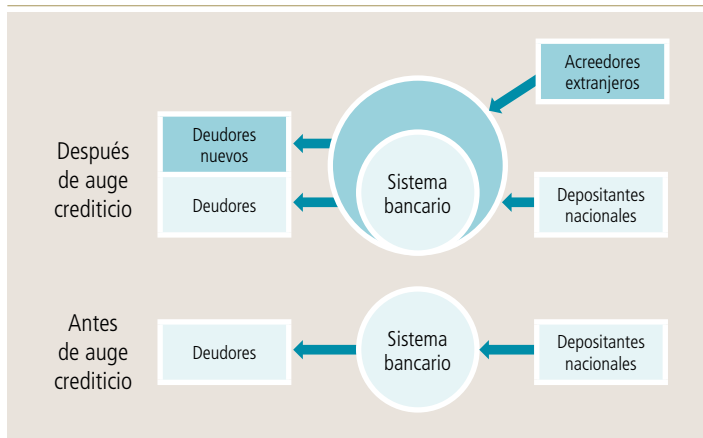 Acreedores
extranjeros
Después
de auge
crediticio
Deudores
nuevos
Deudores
Sistema
bancario
Depositantes
nacionales
Antes
de auge
crediticio
Deudores
Sistema
bancario
Depositantes
nacionales